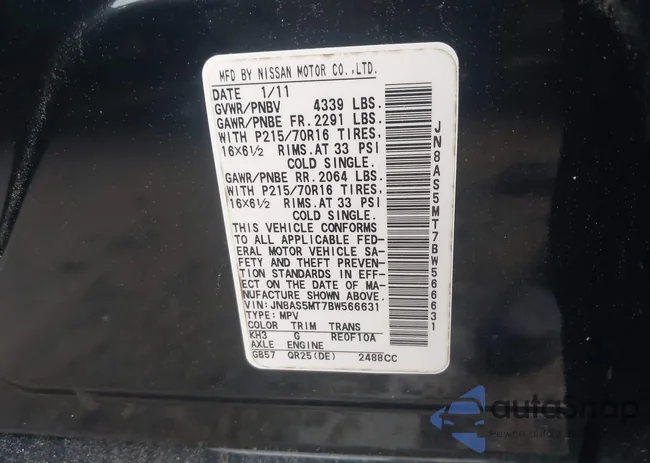 MFD BY NISSAN MOTOR CO.,LTD.
DATE 1/11
GVWR/PNBV 4339 LBS.
GAWR/PNBE FR. 2291 LBS.
WITH P215/70R16 TIRES,
16X6½ RIMS.AT 33 PSI
COLD SINGLE.
GAWR/PNBE RR. 2064 LBS.
WITH P215/70R16 TIRES,
16X6½ RIMS.AT 33 PSI
COLD SINGLE.
THIS VEHICLE CONFORMS
TO ALL APPLICABLE FED-
ERAL MOTOR VEHICLE SA-
FETY AND THEFT PREVEN-
TION STANDARDS IN EFF-
ECT ON THE DATE OF MA-
NUFACTURE SHOWN ABOVE.
VIN: JN8AS5MT7BW566631
TYPE: MPV
COLOR TRIM TRANS
KH3 G RE0F10A
AXLE ENGINE
GB57 QR25(DE) 2488CC
JN8AS5MT7BW566631
autaShop
Pewne auta z USA